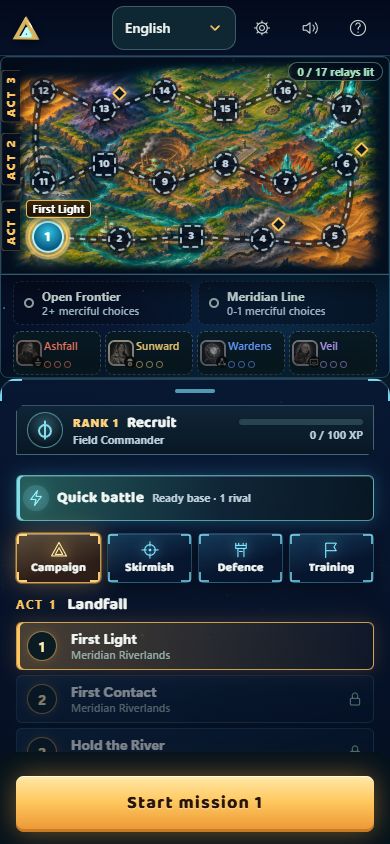 English
0 / 17 relays lit
ACT 3
12
13
14
15
16
17
ACT 2
11
10
9
8
7
6
First Light
ACT 1
1
2
3
4
5
Open Frontier
2+ merciful choices
Meridian Line
0-1 merciful choices
Ashfall
Sunward
Wardens
Veil
RANK 1 Recruit
Field Commander
0 / 100 XP
Quick battle Ready base · 1 rival
Campaign
Skirmish
Defence
Training
ACT 1 Landfall
1
First Light
Meridian Riverlands
2
First Contact
Meridian Riverlands
3
Hold the River
Start mission 1